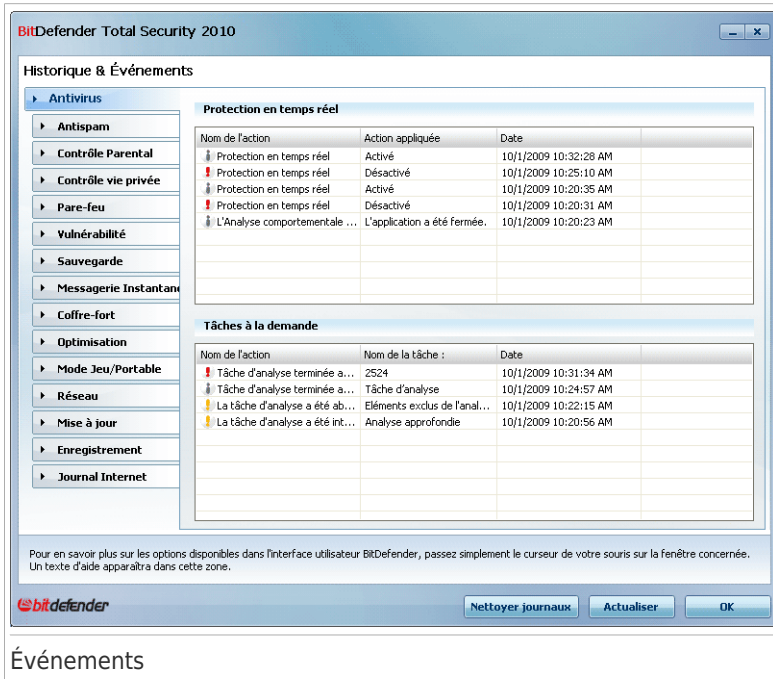 BitDefender Total Security 2010
Historique & Événements
Antivirus
Antispam
Contrôle Parental
Contrôle vie privée
Pare-feu
Vulnérabilité
Sauvegarde
Messagerie Instantan
Coffre-fort
Optimisation
Mode Jeu/Portable
Réseau
Mise à jour
Enregistrement
Journal Internet
Protection en temps réel
Nom de l'action Action appliquée Date
Protection en temps réel Activé 10/1/2009 10:32:28 AM
Protection en temps réel Désactivé 10/1/2009 10:25:10 AM
Protection en temps réel Activé 10/1/2009 10:20:35 AM
Protection en temps réel Désactivé 10/1/2009 10:20:31 AM
L'Analyse comportementale ... L'application a été fermée. 10/1/2009 10:20:23 AM
Tâches à la demande
Nom de l'action Nom de la tâche : Date
Tâche d'analyse terminée a... 2524 10/1/2009 10:31:34 AM
Tâche d'analyse terminée a... Tâche d'analyse 10/1/2009 10:24:57 AM
La tâche d'analyse a été ab... Eléments exclus de l'anal... 10/1/2009 10:22:15 AM
La tâche d'analyse a été int... Analyse approfondie 10/1/2009 10:20:56 AM
Pour en savoir plus sur les options disponibles dans l'interface utilisateur BitDefender, passez simplement le curseur de votre souris sur la fenêtre concernée.
Un texte d'aide apparaîtra dans cette zone.
bitdefender
Nettoyer journaux Actualiser OK
Événements